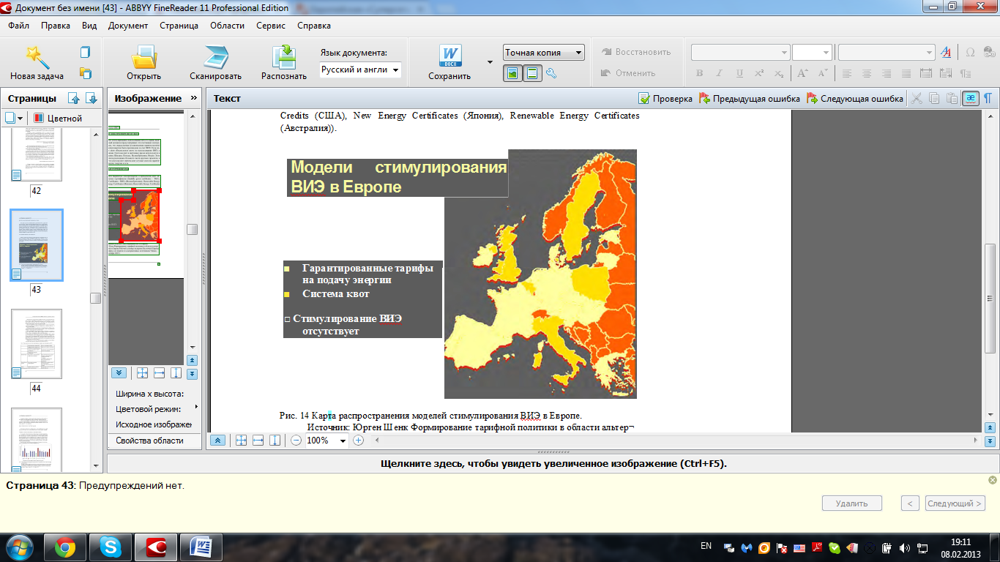 Документ без имени [43] - ABBYY FineReader 11 Professional Edition
Файл Правка Вид Документ Страница Области Сервис Справка
Новая задача
Открыть
Сканировать
Распознать
Язык документа:
Русский и англи
W
DOCX
Сохранить
Точная копия
Восстановить
Отменить
Страницы
Цветной
42
43
44
Изображение »
Ширина x высота:
Цветовой режим:
Исходное изображен
Свойства области
Текст
Проверка
Предыдущая ошибка
Следующая ошибка
Credits (США), New Energy Certificates (Япония), Renewable Energy Certificates
(Австралия)).
Модели стимулирования
ВИЭ в Европе
Гарантированные тарифы
на подачу энергии
Система квот
□ Стимулирование ВИЭ
отсутствует
Рис. 14 Карта распространения моделей стимулирования ВИЭ в Европе.
Источник: Юрген Шенк Формирование тарифной политики в области альтер¬
100%
Щелкните здесь, чтобы увидеть увеличенное изображение (Ctrl+F5).
Страница 43: Предупреждений нет.
Удалить
<
Следующий >
EN
19:11
08.02.2013